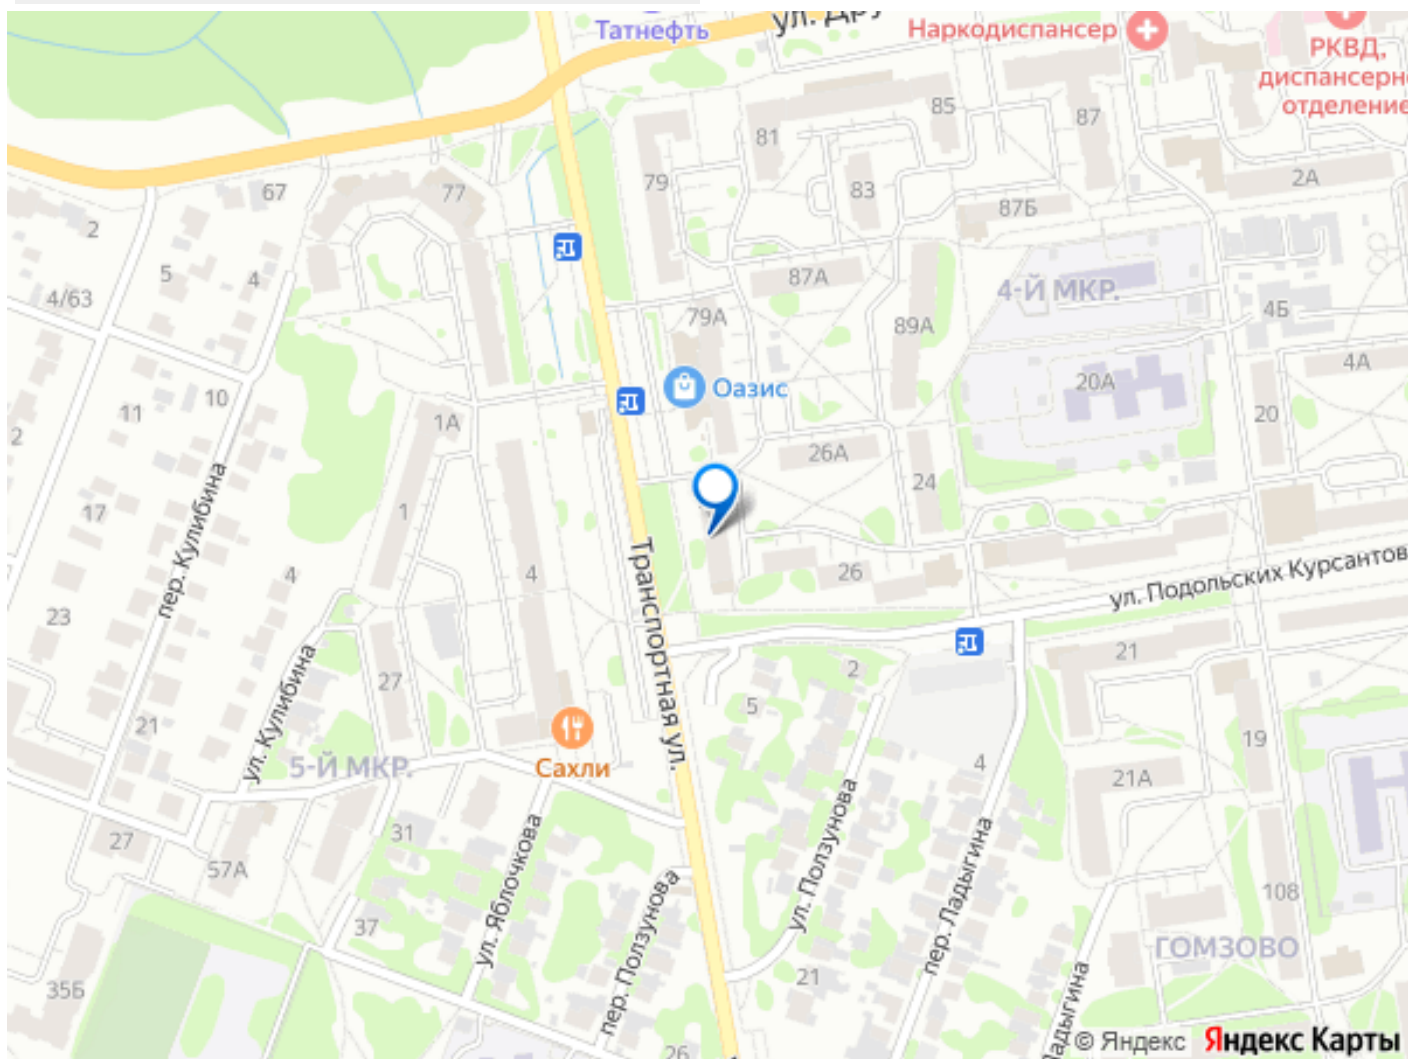 Татнефть
ул. Дру
Наркодиспансер
РКВД,
диспансерн
отделение
85
87
81
79
83
2А
67
77
87Б
2
5
4
87А
4-Й МКР.
4/63
79А
89А
4Б
4А
Оазис
20А
10
11
1А
20
2
26А
24
пер. Кулибина
17
1
Транспортная ул.
4
4
26
ул. Подольских Курсантов
23
ул. Кулибина
27
21
2
5
21
19
5-Й МКР.
Сахли
4
21А
27
31
57А
ул. Яблочкова
пер. Ползунова
ул. Ползунова
пер. Ладыгина
108
37
ГОМЗОВО
35Б
21
адыгина
26
© Яндекс Яндекс Карты